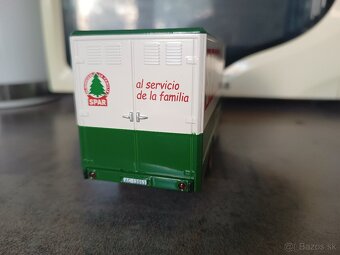 SPAR
al servicio
de la familia
© Bazos.sk